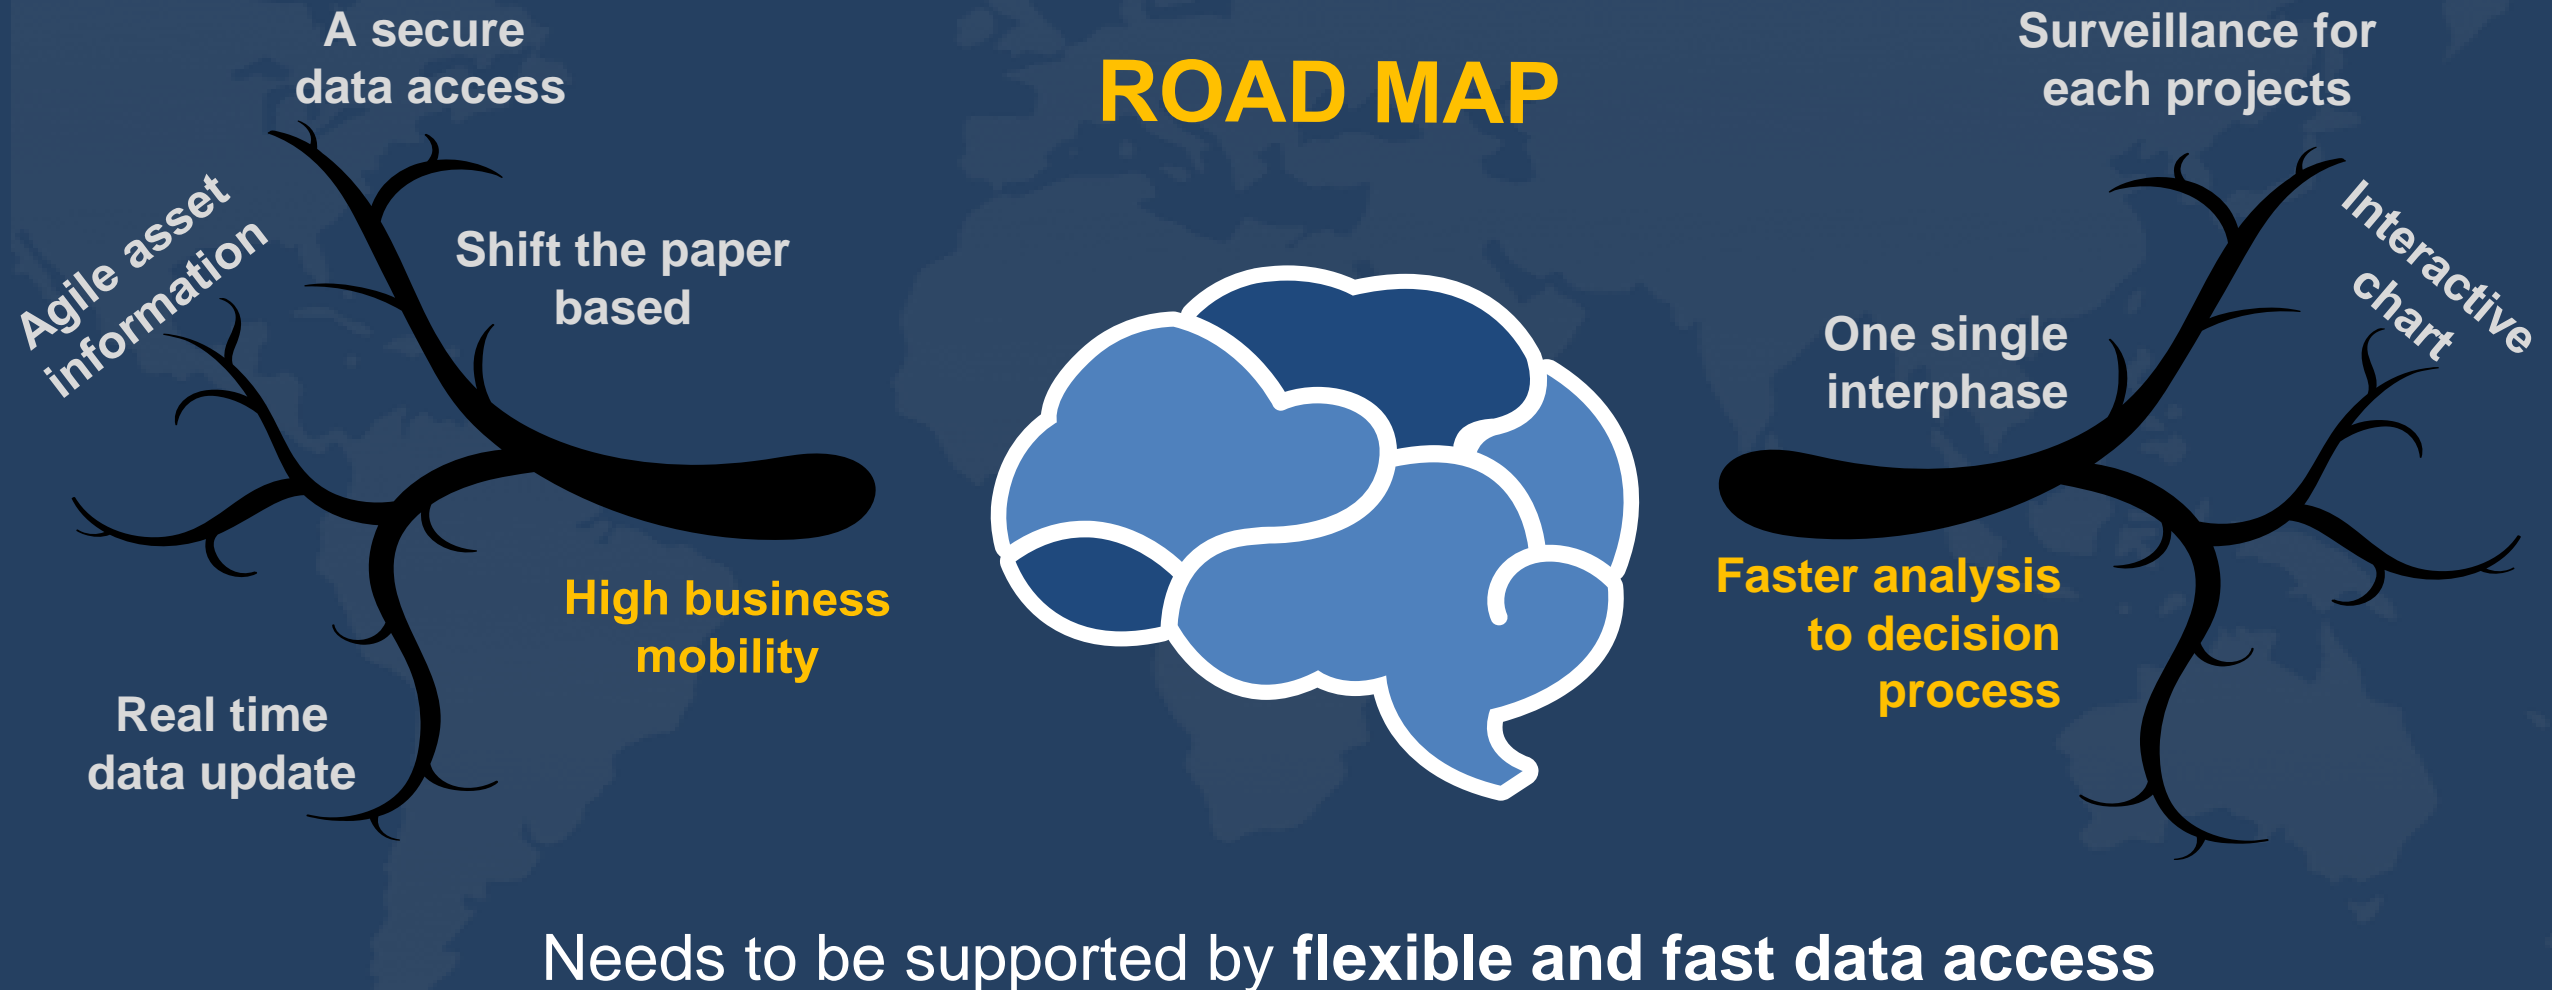 ROAD MAP
A secure
data access
Agile asset
information
Shift the paper
based
High business
mobility
Real time
data update
Surveillance for
each projects
Interactive
chart
One single
interphase
Faster analysis
to decision
process
Needs to be supported by flexible and fast data access